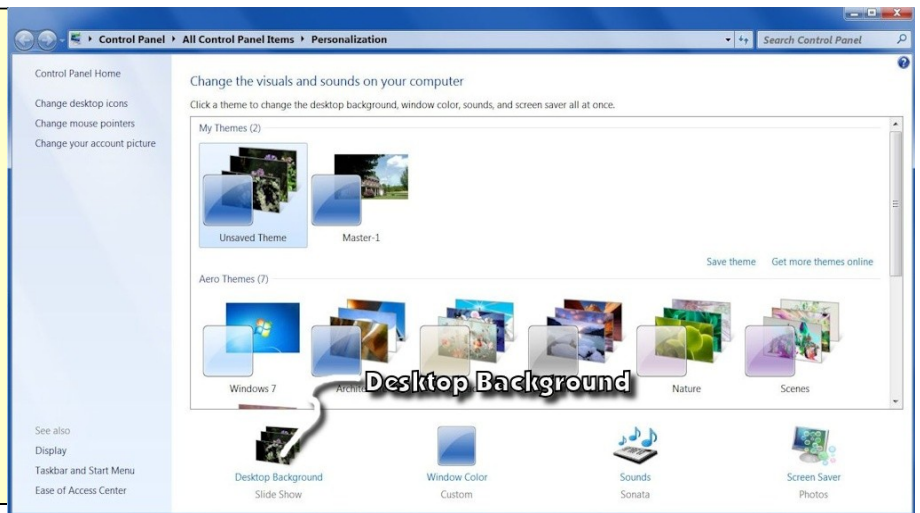 Control Panel ▸ All Control Panel Items ▸ Personalization
Search Control Panel
Control Panel Home
Change desktop icons
Change mouse pointers
Change your account picture
Change the visuals and sounds on your computer
Click a theme to change the desktop background, window color, sounds, and screen saver all at once.
My Themes (2)
Unsaved Theme
Master-1
Save theme
Get more themes online
Aero Themes (7)
Windows 7
Nature
Scenes
Desktop Background
See also
Display
Taskbar and Start Menu
Ease of Access Center
Desktop Background
Slide Show
Window Color
Custom
Sounds
Sonata
Screen Saver
Photos